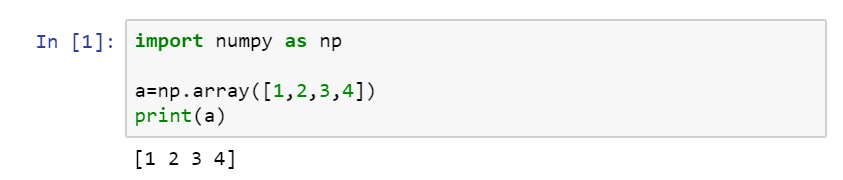 In [1]: import numpy as np
a=np.array([1,2,3,4])
print(a)
[1 2 3 4]